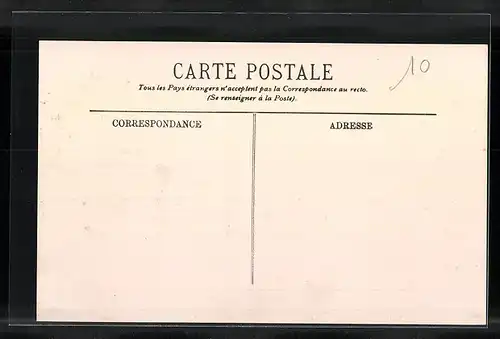 CARTE POSTALE
10
Tous les Pays étrangers n'acceptent pas la Correspondance au recto.
(Se renseigner à la Poste).
CORRESPONDANCE
ADRESSE